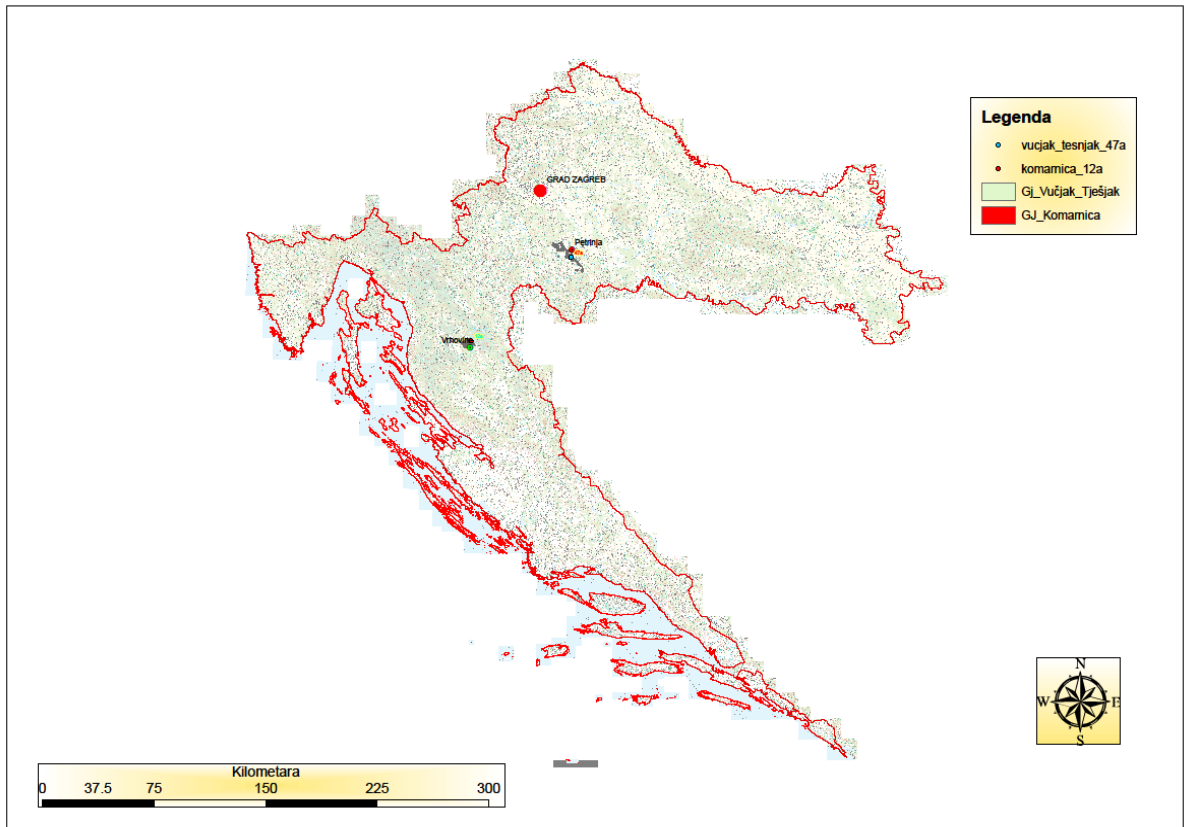 Legenda
vucjak_tesnjak_47a
komarnica_12a
Gj_Vučjak_Tješjak
GJ_Komarnica
GRAD ZAGREB
Petrinja
Vrhovine
N
W
E
S
Kilometara
0 37.5 75 150 225 300